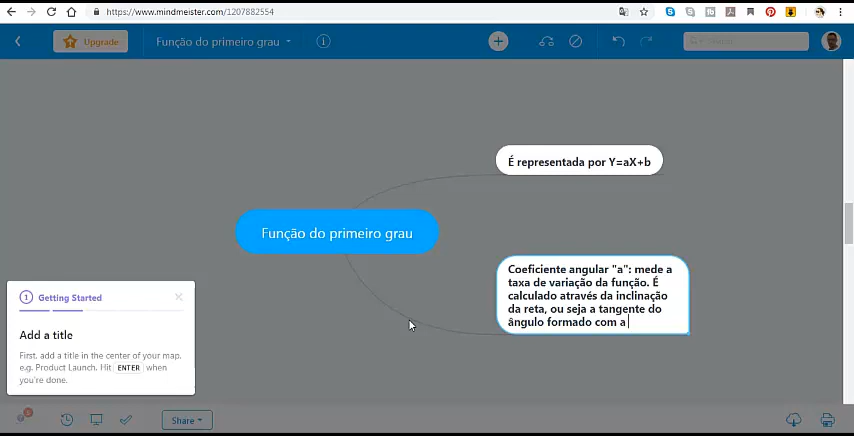 https://www.mindmeister.com/1207882554
Upgrade
Função do primeiro grau
É representada por Y=aX+b
Função do primeiro grau
Coeficiente angular "a": mede a
taxa de variação da função. É
calculado através da inclinação
da reta, ou seja a tangente do
ângulo formado com a
1 Getting Started
Add a title
First, add a title in the center of your map,
e.g. Product Launch. Hit ENTER when
you're done.
Share